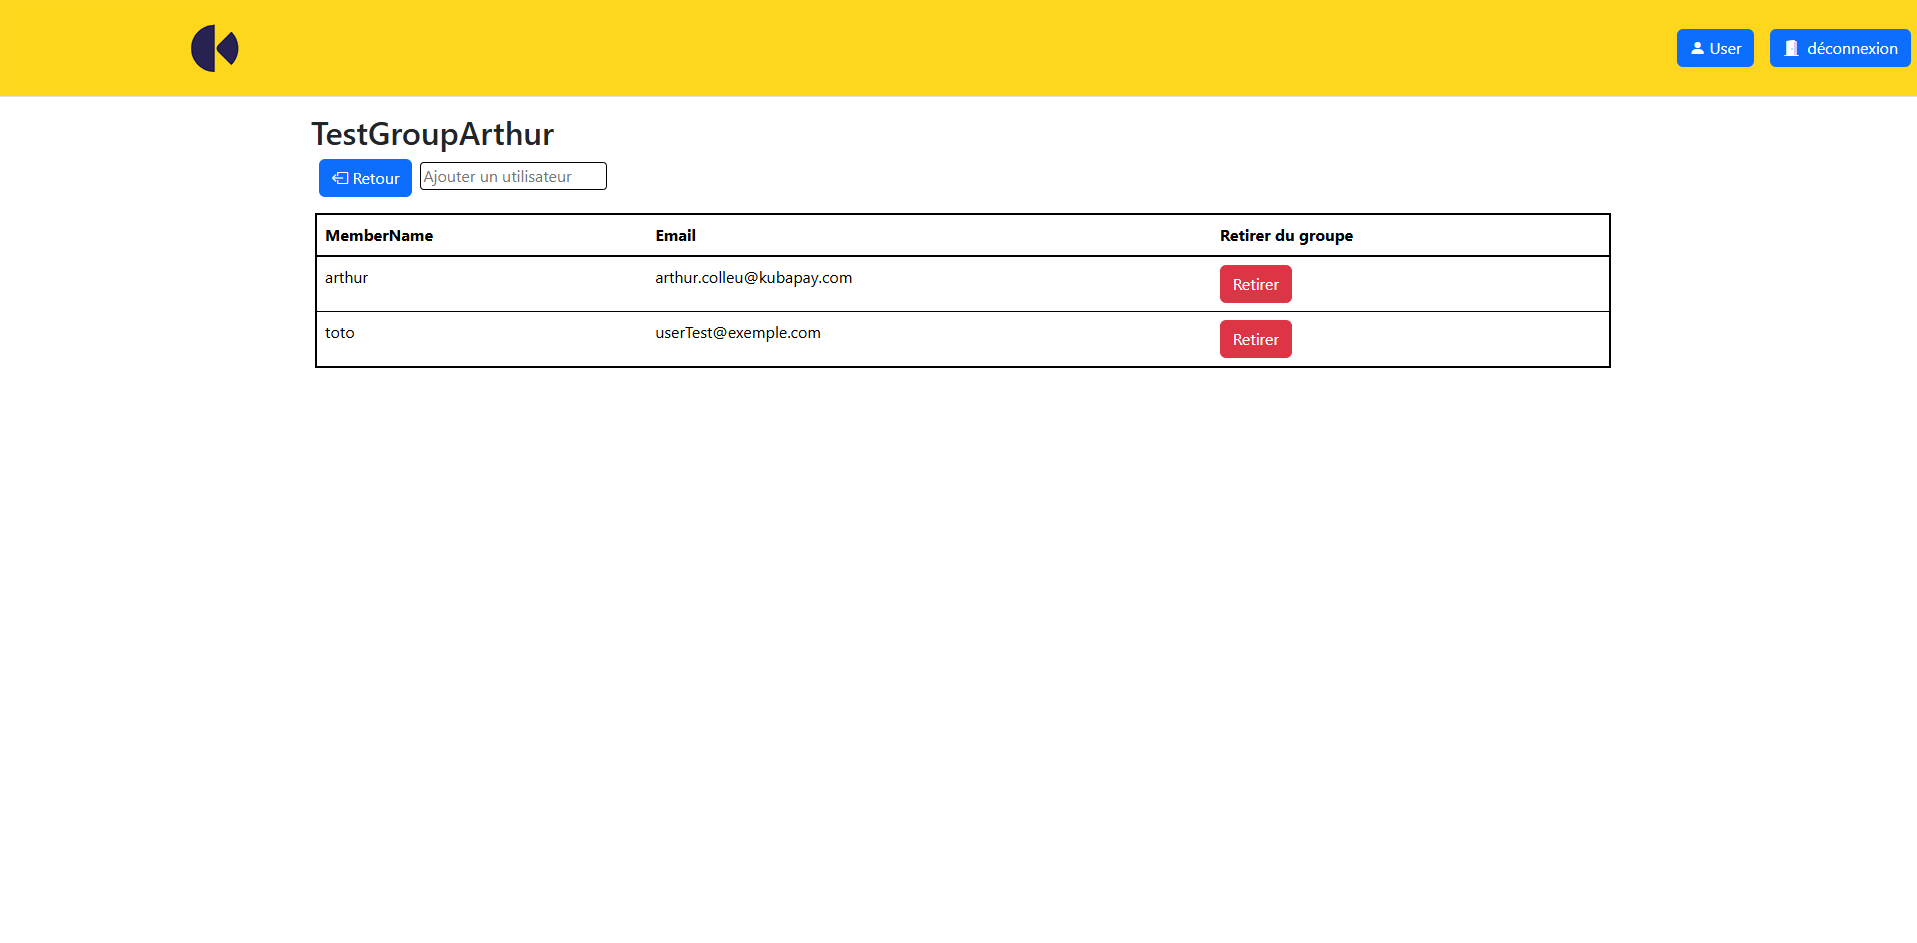 User déconnexion
TestGroupArthur
Retour Ajouter un utilisateur
MemberName Email Retirer du groupe
arthur arthur.colleu@kubapay.com Retirer
toto userTest@exemple.com Retirer